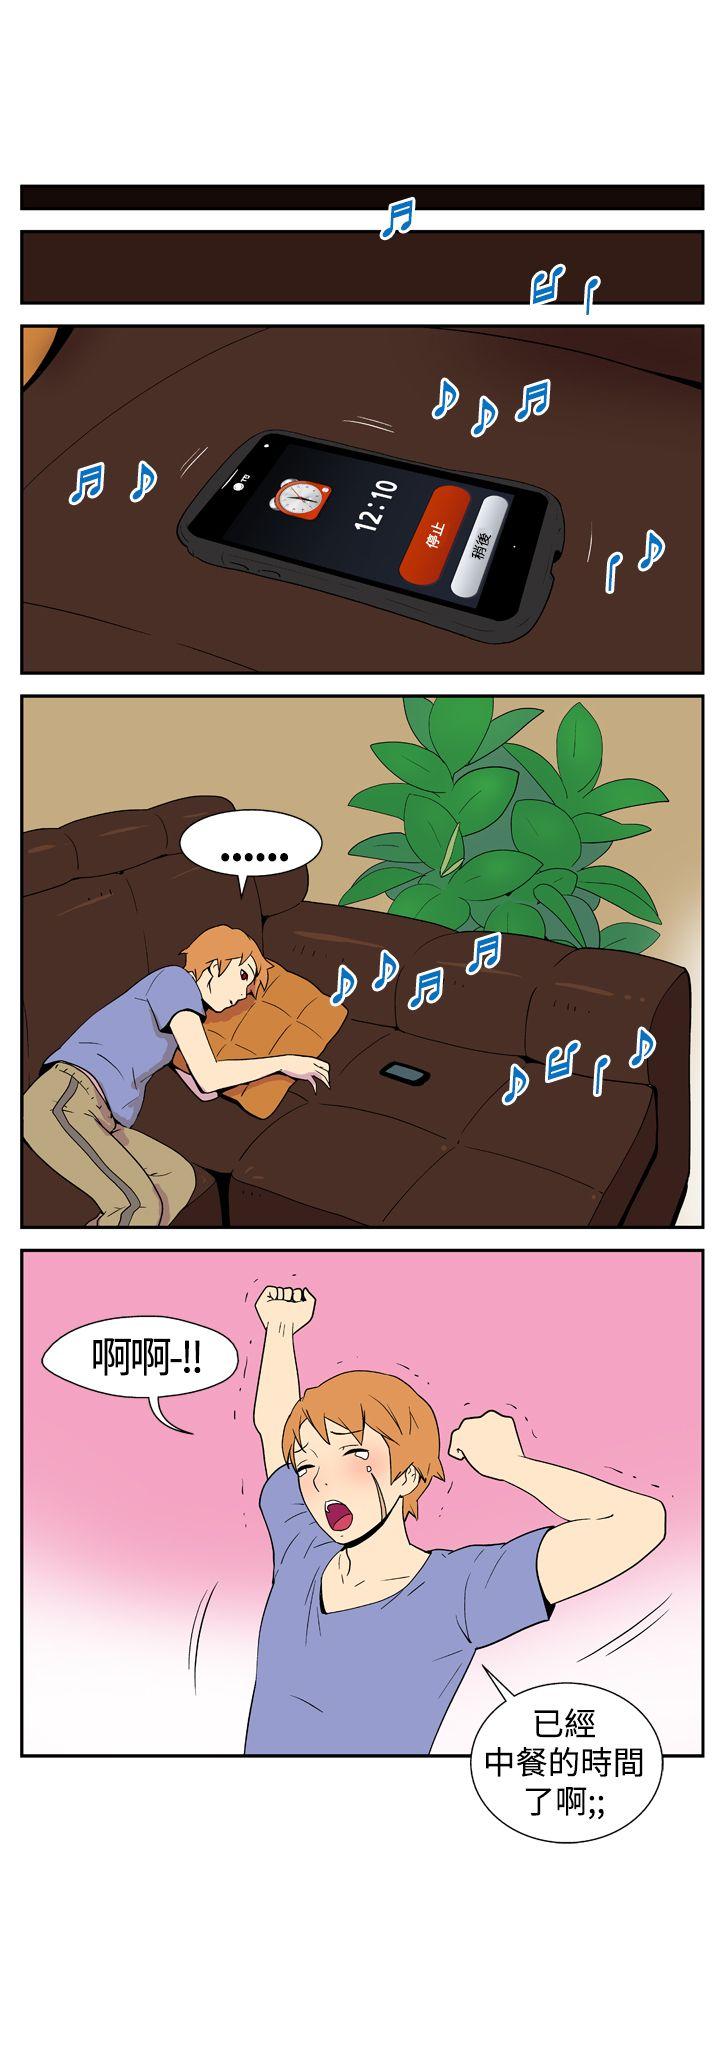 12:10
停止
稍後
......
啊啊-!!
已經
中餐的時間
了啊;;